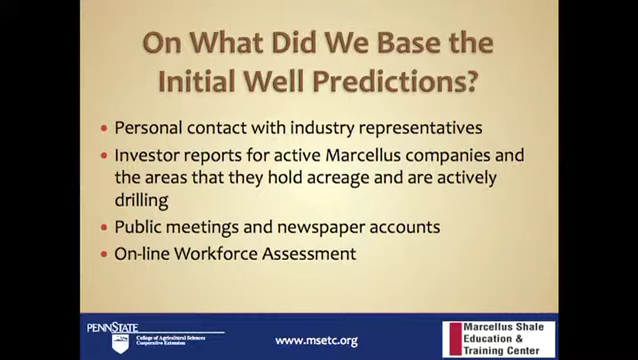 On What Did We Base the
Initial Well Predictions?
• Personal contact with industry representatives
• Investor reports for active Marcellus companies and
the areas that they hold acreage and are actively
drilling
• Public meetings and newspaper accounts
• On-line Workforce Assessment
PENNSTATE
College of Agricultural Sciences
Cooperative Extension
www.msetc.org
Marcellus Shale
Education &
Training Center